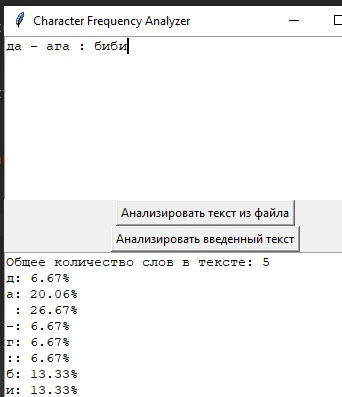 Character Frequency Analyzer
да - ага : биби
Анализировать текст из файла
Анализировать введенный текст
Общее количество слов в тексте: 5
д: 6.67%
а: 20.06%
 : 26.67%
-: 6.67%
г: 6.67%
:: 6.67%
б: 13.33%
и: 13.33%